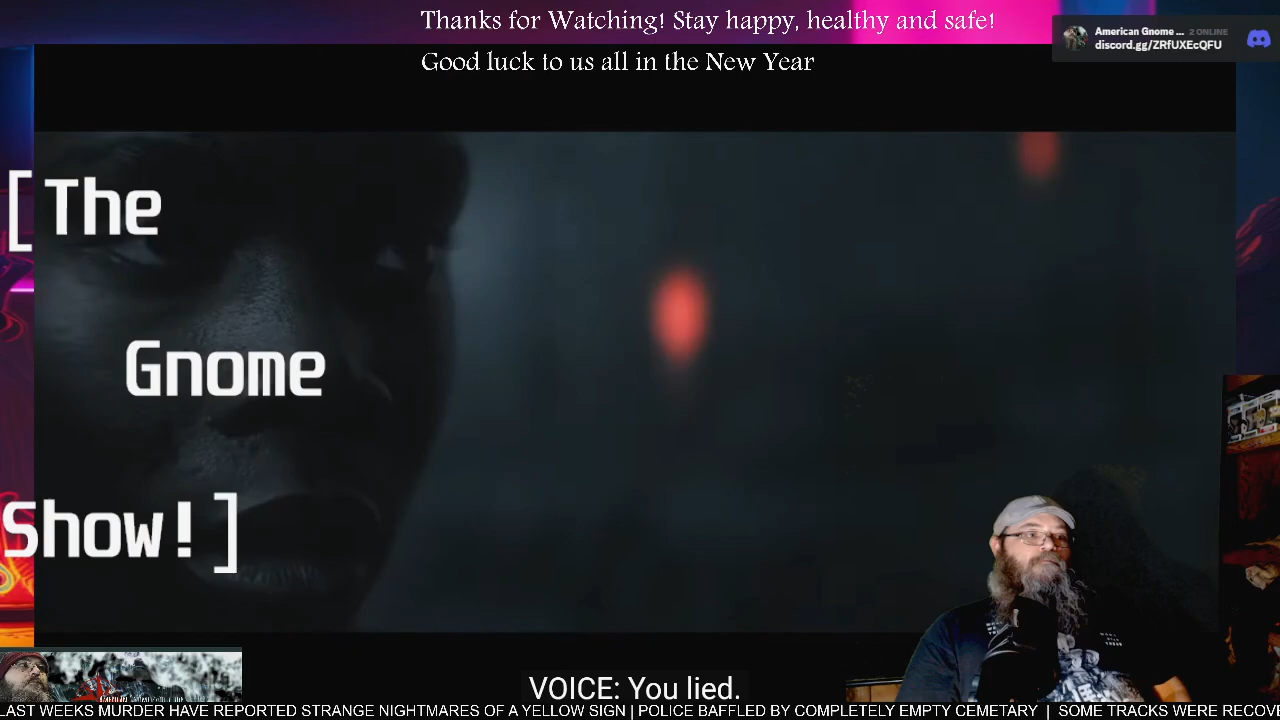 Thanks for Watching! Stay happy, healthy and safe!
Good luck to us all in the New Year
American Gnome ... 2 ONLINE
discord.gg/ZRfUXEcQFU
[The
Gnome
Show!]
VOICE: You lied.
LAST WEEKS MURDER HAVE REPORTED STRANGE NIGHTMARES OF A YELLOW SIGN | POLICE BAFFLED BY COMPLETELY EMPTY CEMETARY | SOME TRACKS WERE RECOVE